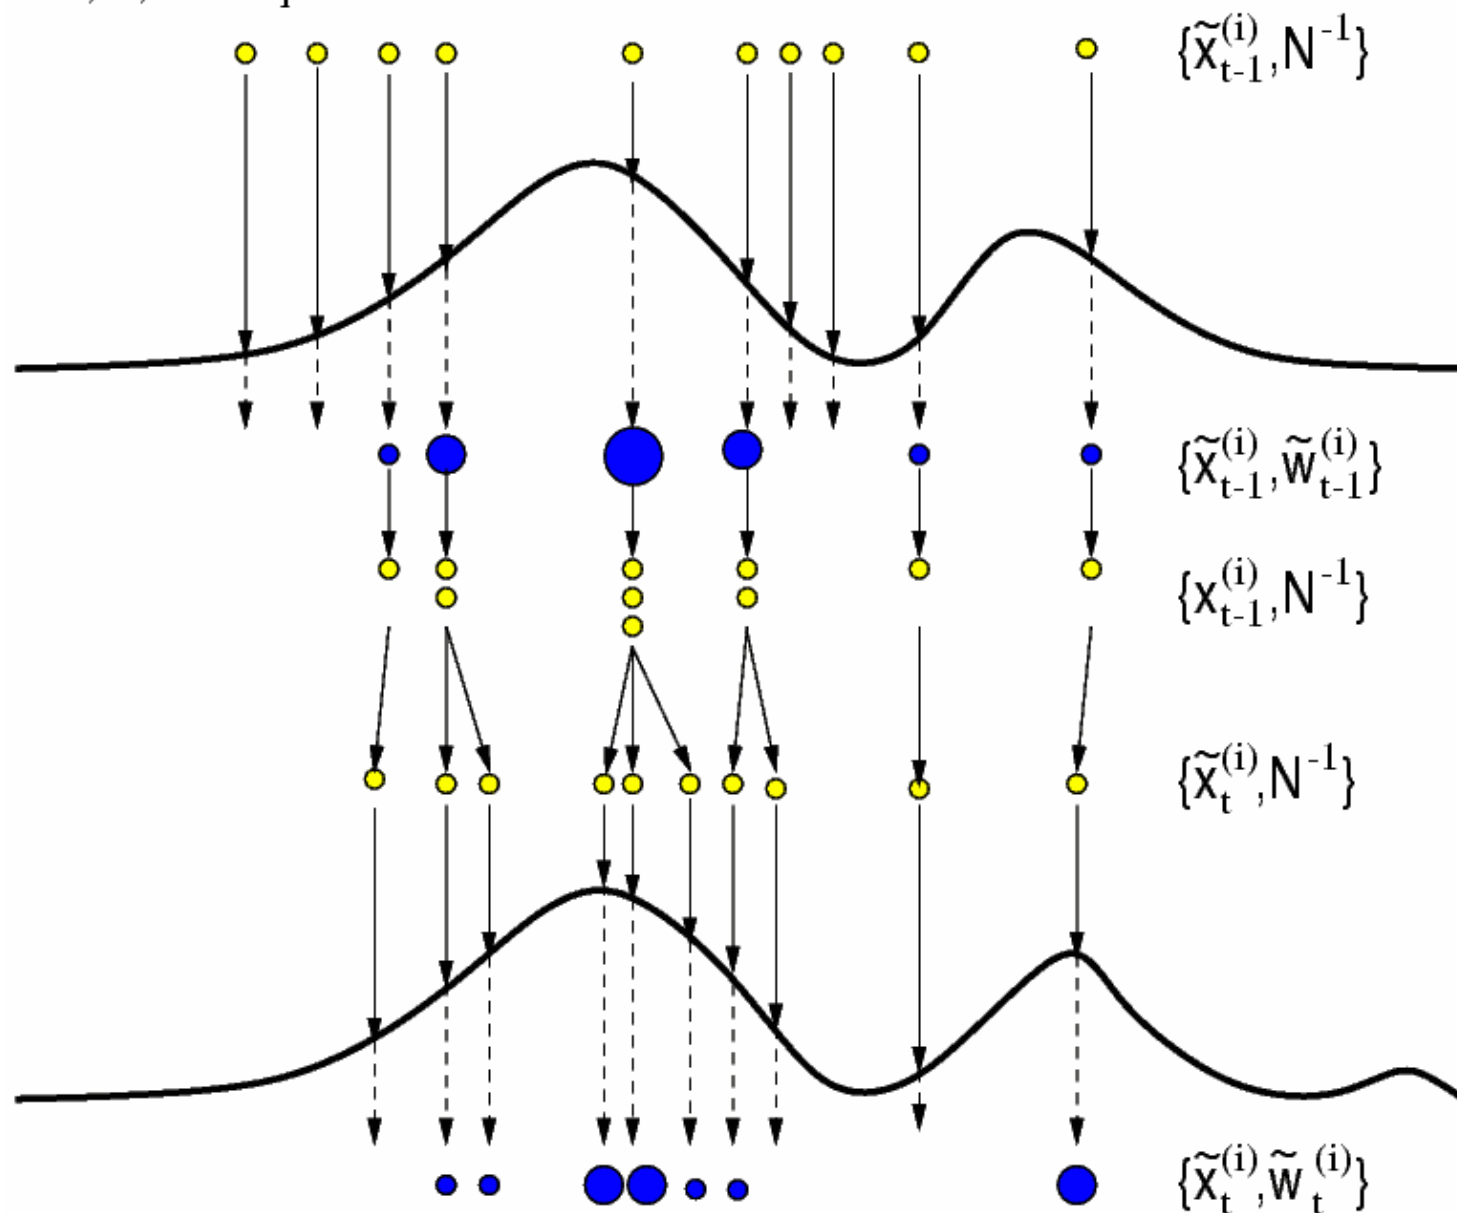 {x̃_{t-1}^{(i)},N^{-1}}
{x̃_{t-1}^{(i)},w̃_{t-1}^{(i)}}
{x_{t-1}^{(i)},N^{-1}}
{x̃_t^{(i)},N^{-1}}
{x̃_t^{(i)},w̃_t^{(i)}}